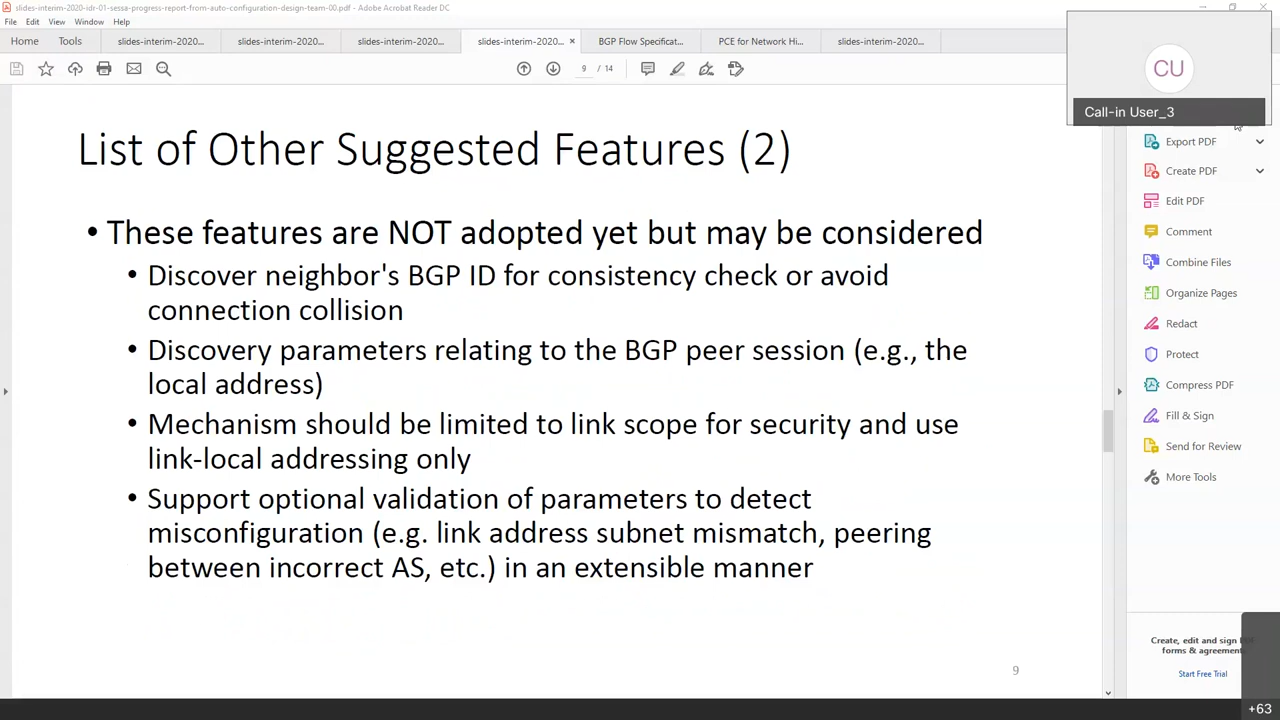 slides-interim-2020-idr-01-sessa-progress-report-from-auto-configuration-design-team-00.pdf - Adobe Acrobat Reader DC
File Edit View Window Help
Home Tools slides-interim-2020... slides-interim-2020... slides-interim-2020... slides-interim-2020... × BGP Flow Specificat... PCE for Network Hi... slides-interim-2020...
9 / 14
CU
Call-in User_3
List of Other Suggested Features (2)
• These features are NOT adopted yet but may be considered
• Discover neighbor's BGP ID for consistency check or avoid
connection collision
• Discovery parameters relating to the BGP peer session (e.g., the
local address)
• Mechanism should be limited to link scope for security and use
link-local addressing only
• Support optional validation of parameters to detect
misconfiguration (e.g. link address subnet mismatch, peering
between incorrect AS, etc.) in an extensible manner
9
Export PDF
Create PDF
Edit PDF
Comment
Combine Files
Organize Pages
Redact
Protect
Compress PDF
Fill & Sign
Send for Review
More Tools
Create, edit and sign
forms & agreements
Start Free Trial
+63